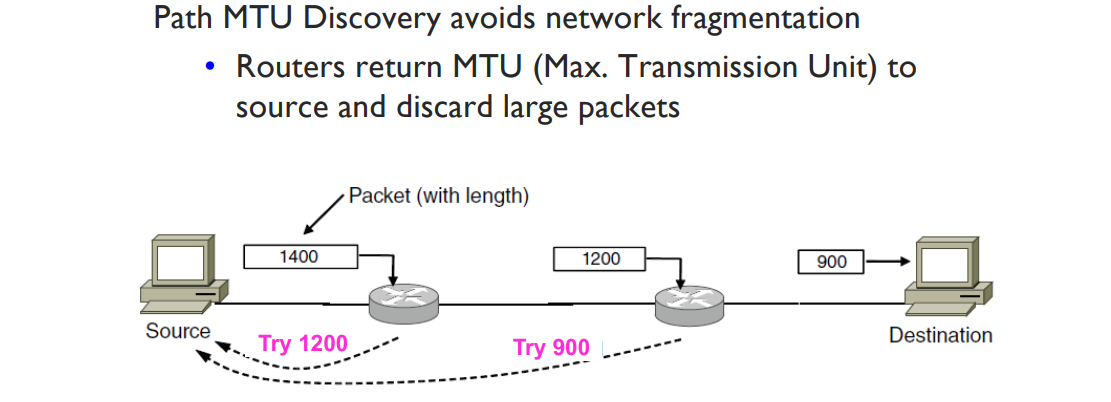 Path MTU Discovery avoids network fragmentation
• Routers return MTU (Max. Transmission Unit) to
source and discard large packets
Packet (with length)
1400
1200
900
Source
Try 1200
Try 900
Destination